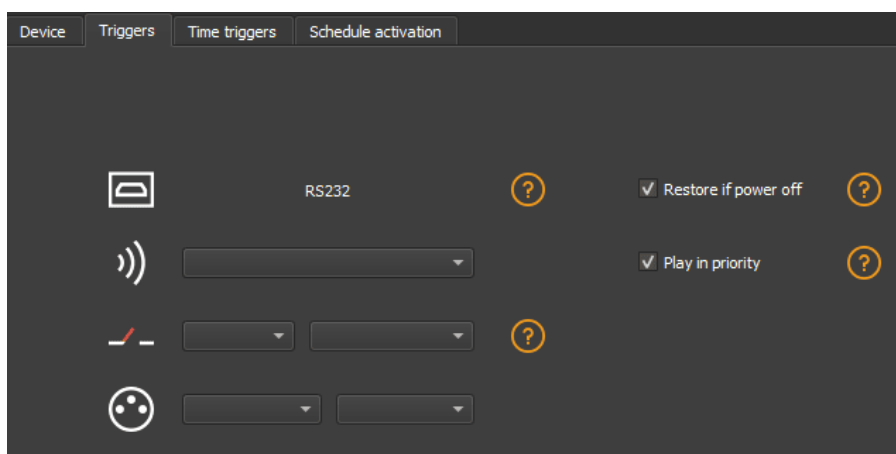 Device Triggers Time triggers Schedule activation
RS232 ? Restore if power off ?
Play in priority ?
?